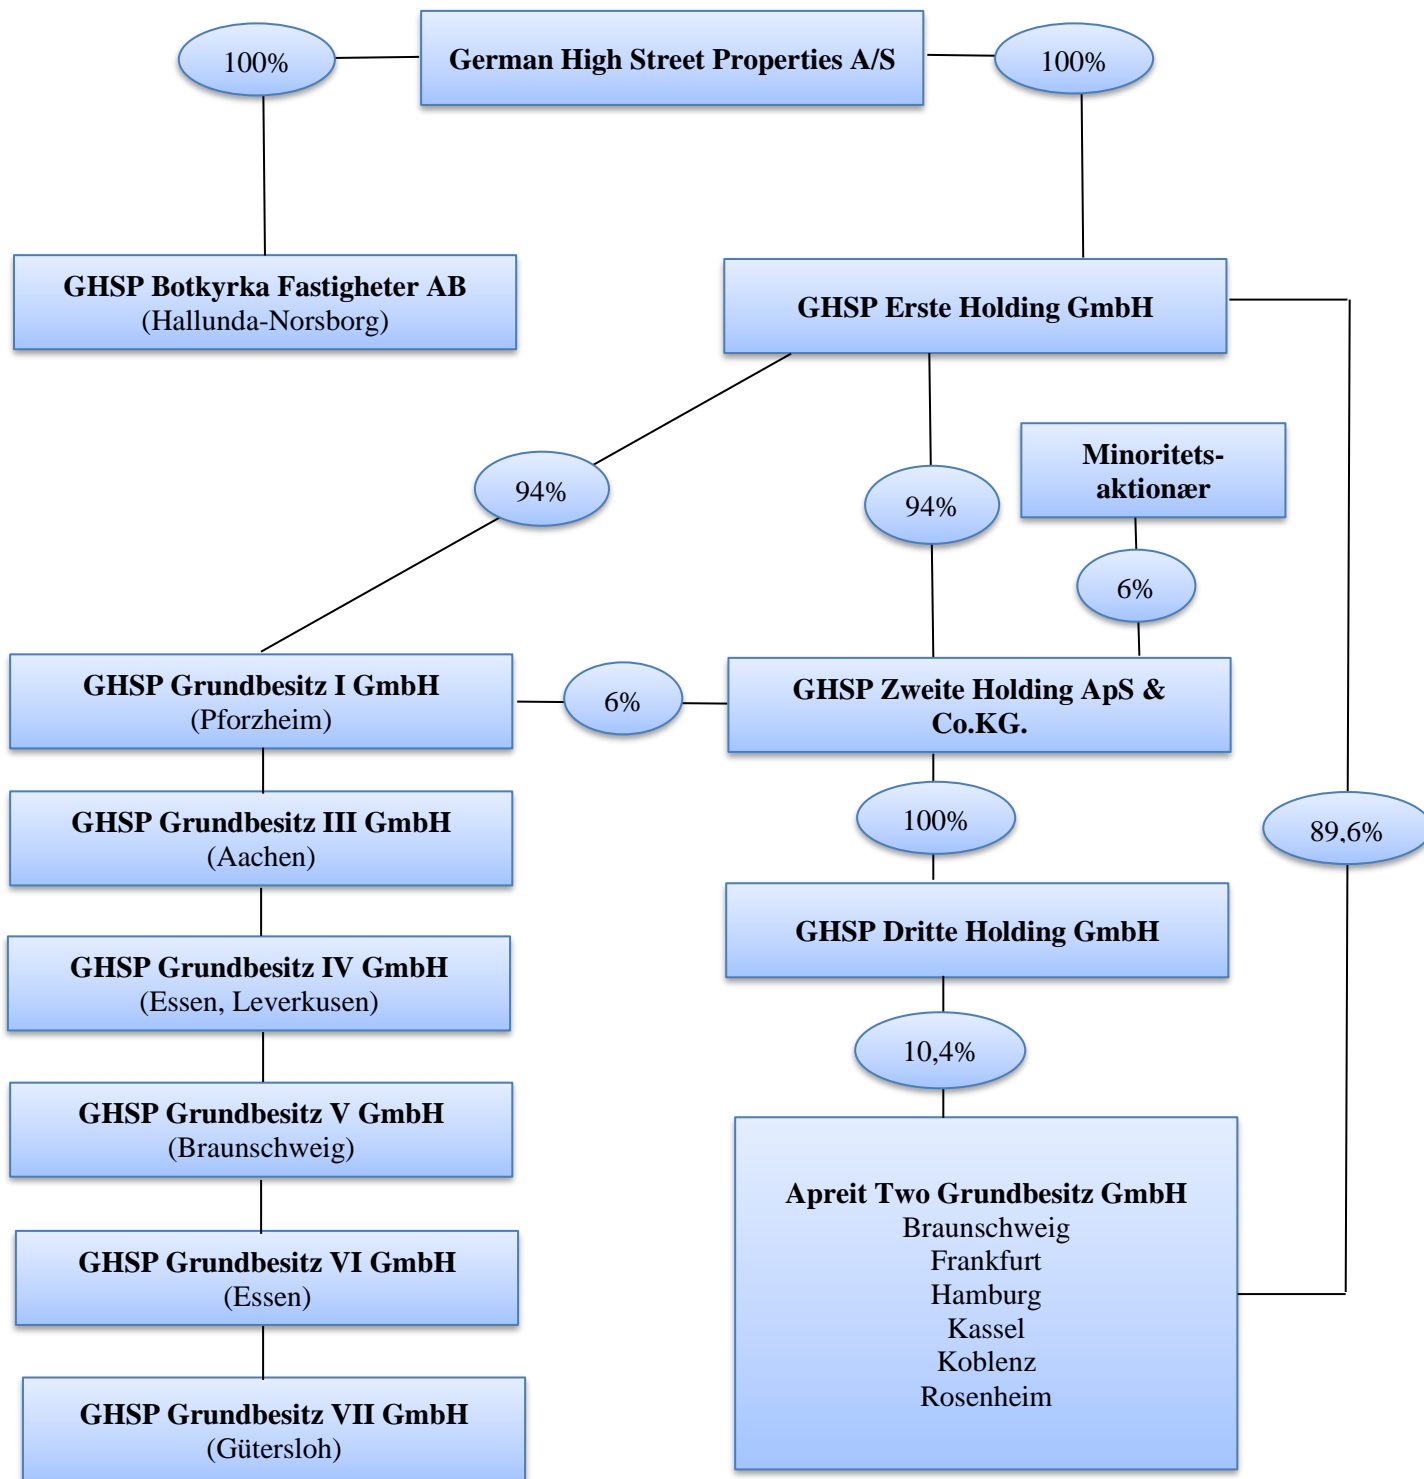 100%
German High Street Properties A/S
100%
GHSP Botkyrka Fastigheter AB
(Hallunda-Norsborg)
GHSP Erste Holding GmbH
94%
94%
Minoritets-
aktionær
6%
GHSP Grundbesitz I GmbH
(Pforzheim)
6%
GHSP Zweite Holding ApS &
Co.KG.
GHSP Grundbesitz III GmbH
(Aachen)
100%
89,6%
GHSP Dritte Holding GmbH
GHSP Grundbesitz IV GmbH
(Essen, Leverkusen)
10,4%
GHSP Grundbesitz V GmbH
(Braunschweig)
Apreit Two Grundbesitz GmbH
Braunschweig
Frankfurt
Hamburg
Kassel
Koblenz
Rosenheim
GHSP Grundbesitz VI GmbH
(Essen)
GHSP Grundbesitz VII GmbH
(Gütersloh)